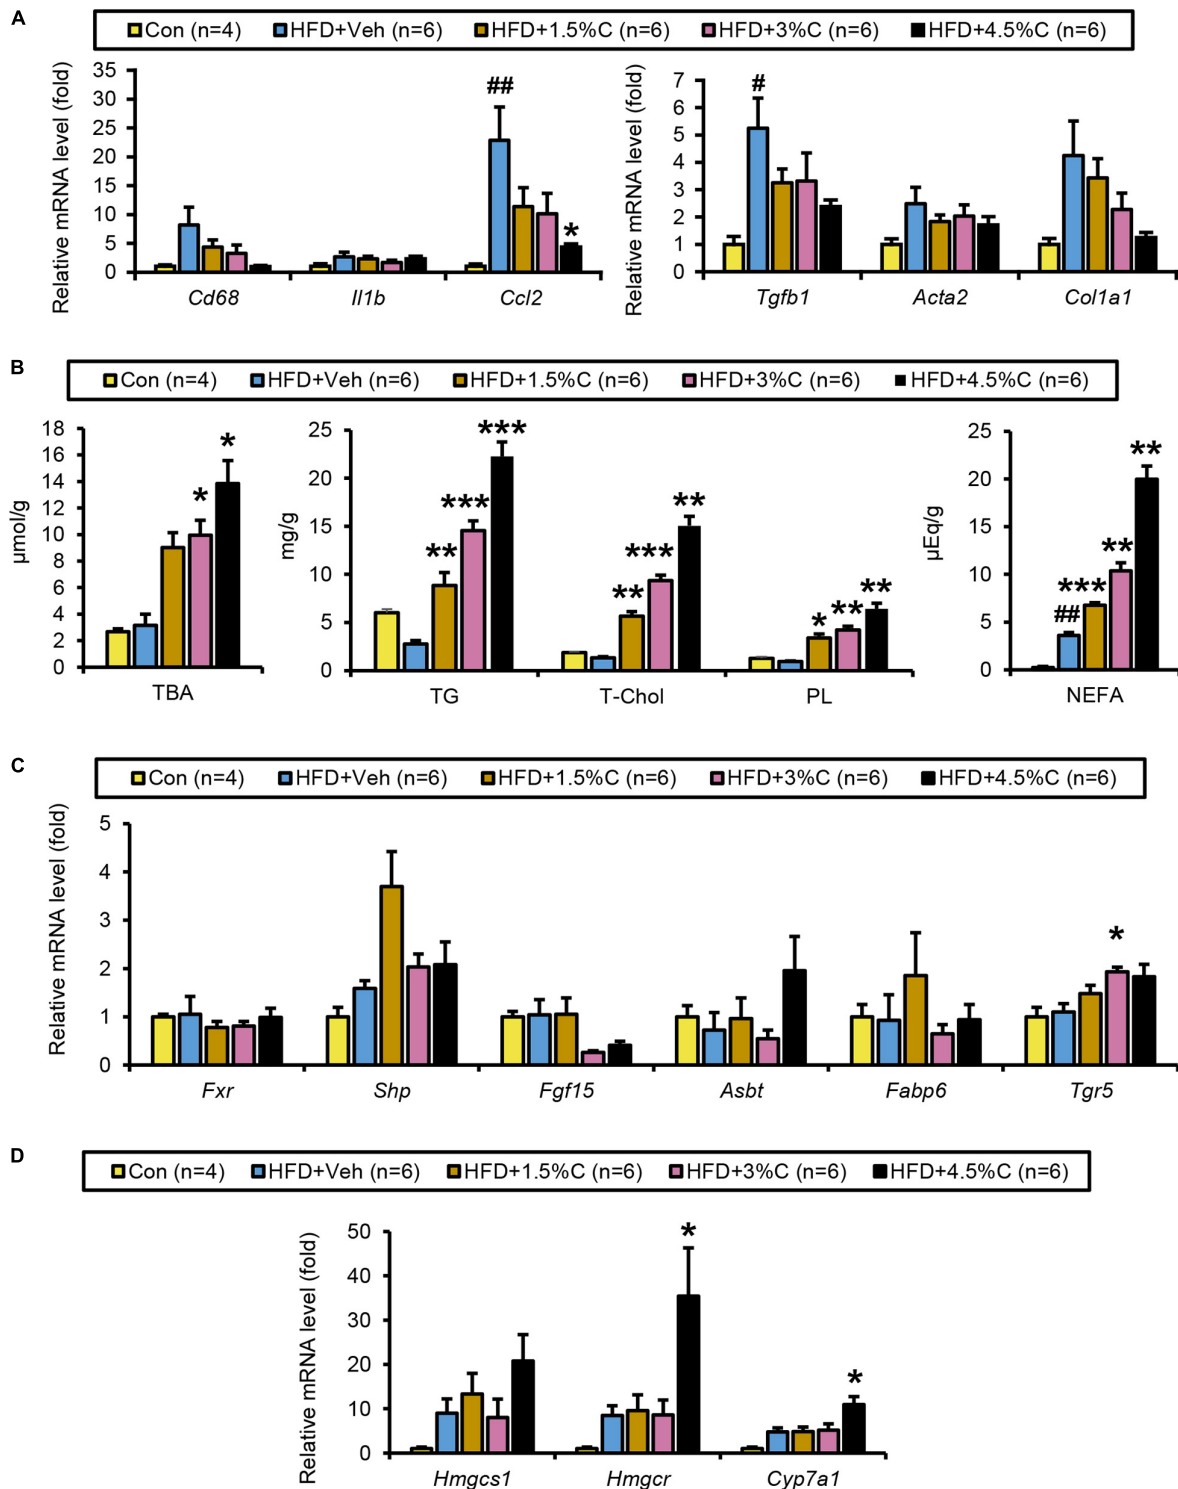 A
Con (n=4) HFD+Veh (n=6) HFD+1.5%C (n=6) HFD+3%C (n=6) HFD+4.5%C (n=6)
Relative mRNA level (fold)
35
30
25
20
15
10
5
0
##
*
Cd68 Il1b Ccl2
Relative mRNA level (fold)
7
6
5
4
3
2
1
0
#
Tgfb1 Acta2 Col1a1
B
Con (n=4) HFD+Veh (n=6) HFD+1.5%C (n=6) HFD+3%C (n=6) HFD+4.5%C (n=6)
µmol/g
18
16
14
12
10
8
6
4
2
0
* *
TBA
mg/g
25
20
15
10
5
0
** *** ***
** *** **
* ** **
TG T-Chol PL
µEq/g
25
20
15
10
5
0
## *** ** **
NEFA
C
Con (n=4) HFD+Veh (n=6) HFD+1.5%C (n=6) HFD+3%C (n=6) HFD+4.5%C (n=6)
Relative mRNA level (fold)
5
4
3
2
1
0
*
Fxr Shp Fgf15 Asbt Fabp6 Tgr5
D
Con (n=4) HFD+Veh (n=6) HFD+1.5%C (n=6) HFD+3%C (n=6) HFD+4.5%C (n=6)
Relative mRNA level (fold)
50
40
30
20
10
0
*
*
Hmgcs1 Hmgcr Cyp7a1